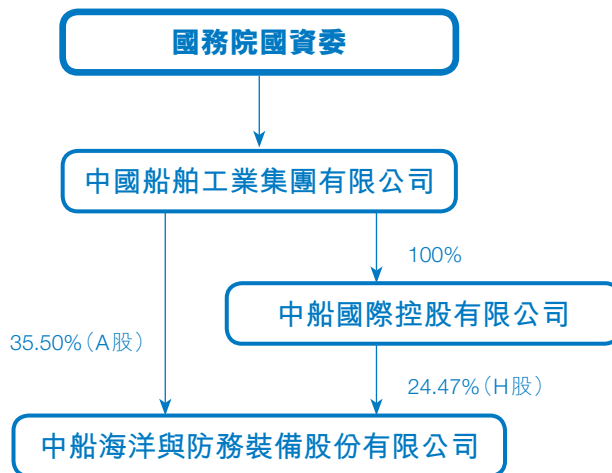 國務院國資委
中國船舶工業集團有限公司
100%
中船國際控股有限公司
35.50%（A股）
24.47%（H股）
中船海洋與防務裝備股份有限公司